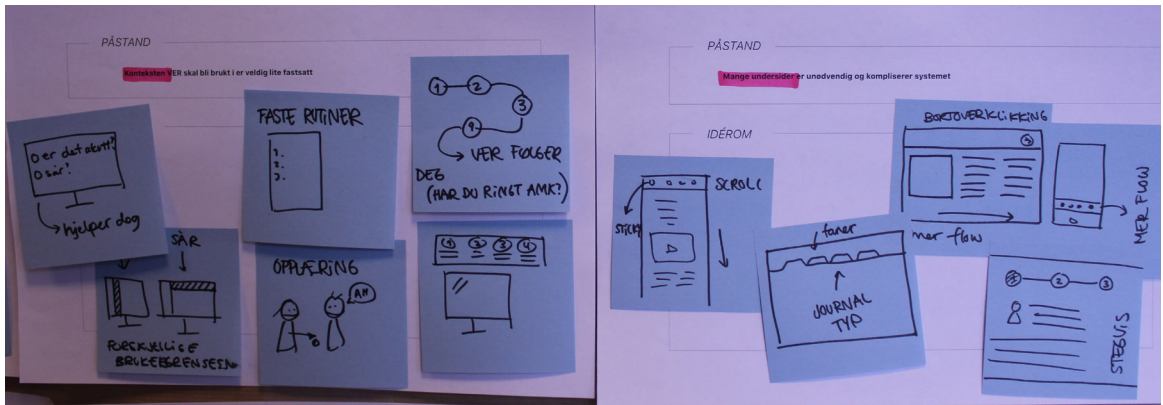 PÅSTAND
Konteksten VER skal bli brukt i er veldig lite fastsatt
O er det akutt?
O sår?
hjelper deg
FASTE RUTINER
1.
2.
3.
1
2
3
4
VER FØLGER
DEG
(HAR DU RINGT AMK?)
SÅR
FORSKJELLIGE
OPPLÆRING
AH
1 2 3 4
PÅSTAND
Mange undersider er unødvendig og kompliserer systemet
IDÉROM
SCROLL
STICKY
faner
JOURNAL
TYP
BORTOVERKLIKKING
mer flow
MER FLOW
2
3
STEGVIS